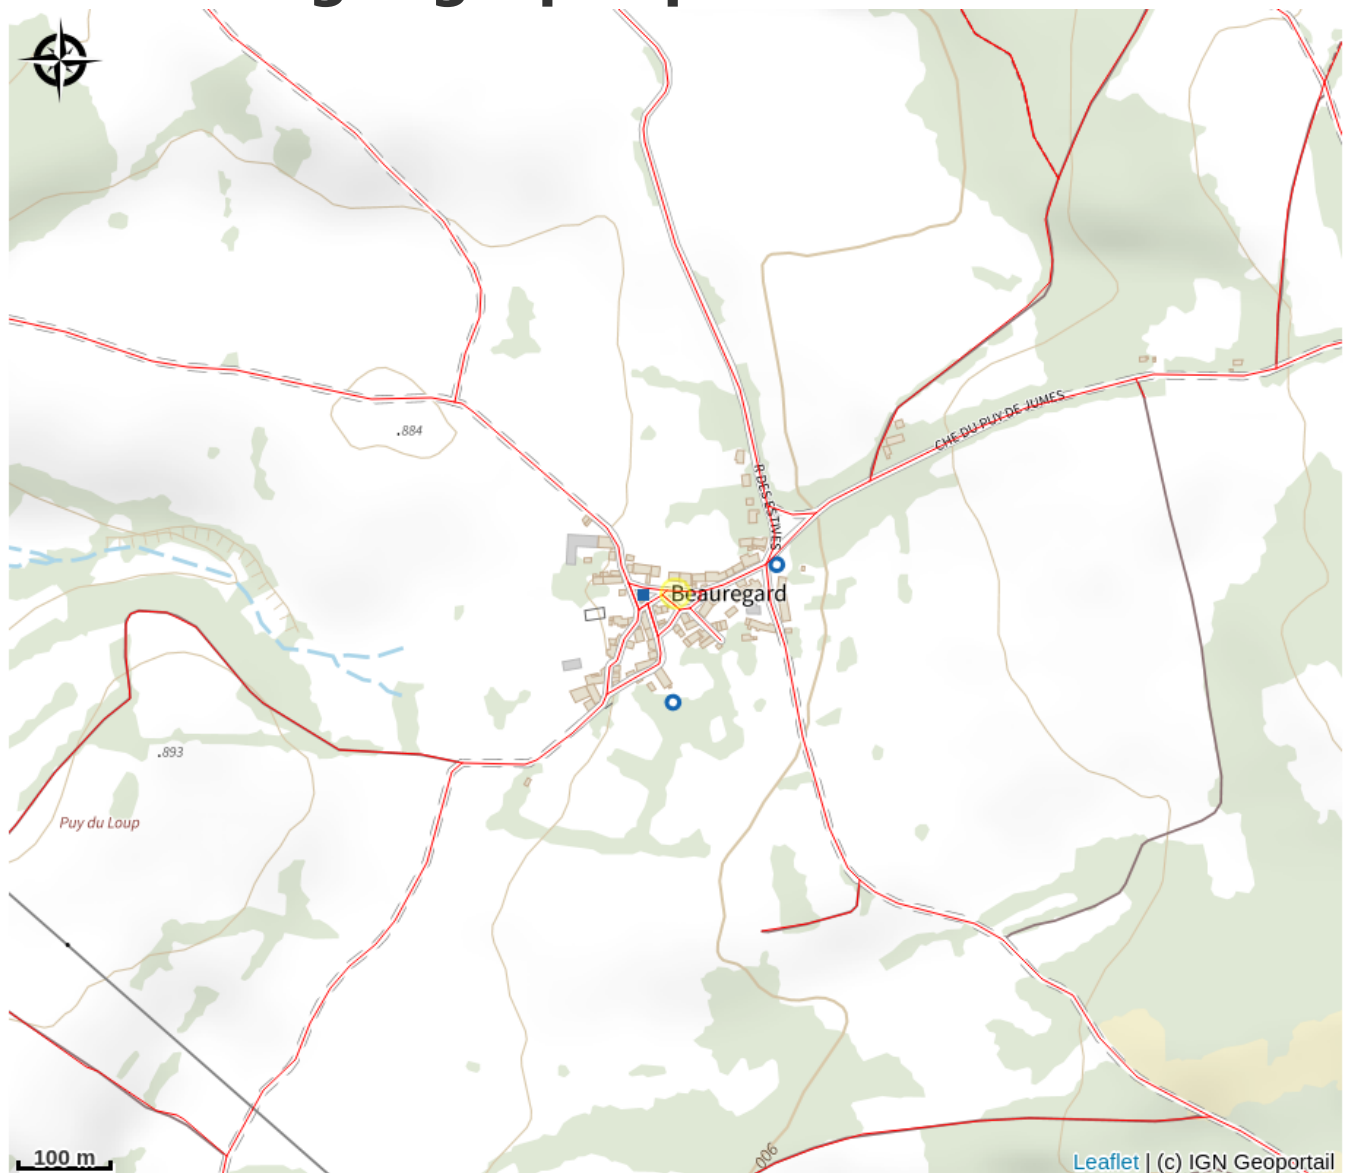 .884
CHE DU PUY DE JUMES
R DES ESTIVES
Beauregard
.893
Puy du Loup
900
100 m
Leaflet | (c) IGN Geoportail